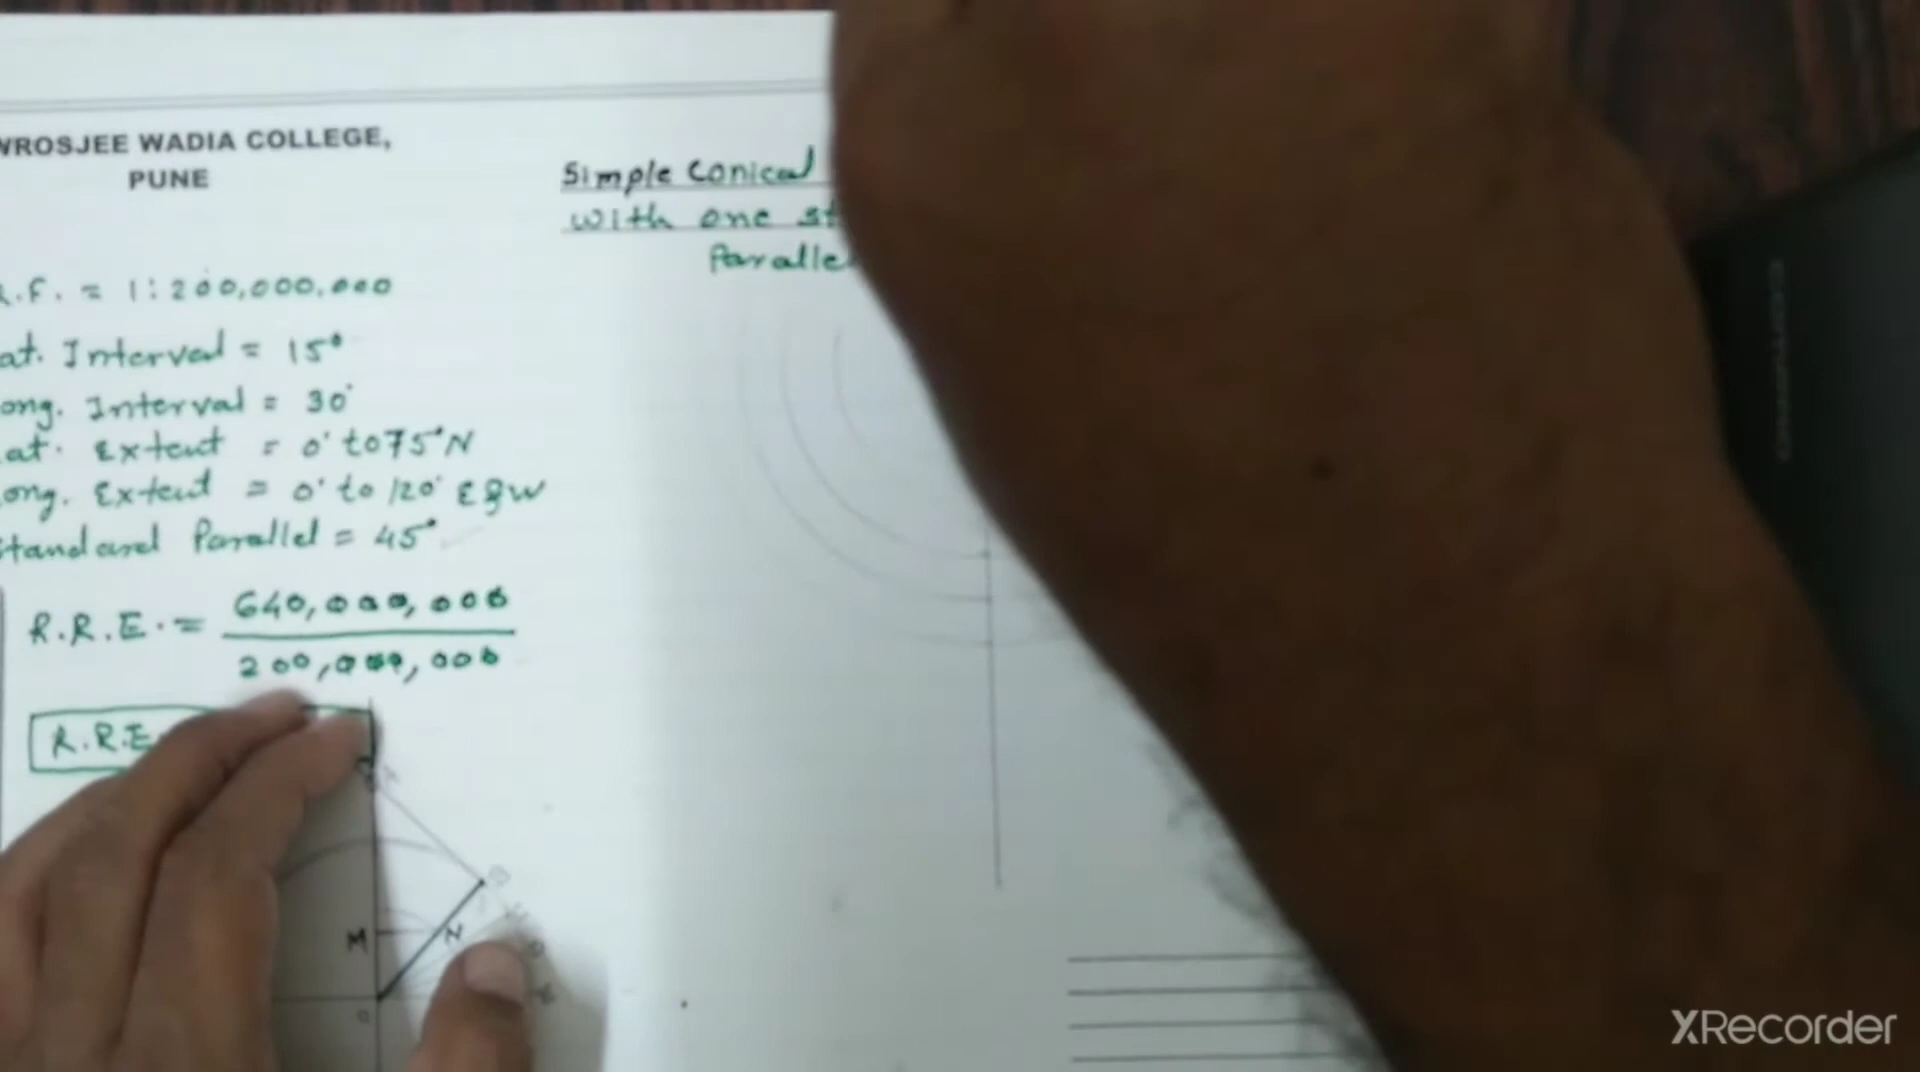 WROSJEE WADIA COLLEGE,
PUNE
Simple Conical
with one st
Paralle
R.F. = 1:200,000,000
at. Interval = 15°
ong. Interval = 30°
at. Extent = 0° to 75° N
ong. Extent = 0° to 120° E & W
Standard Parallel = 45°
R.R.E. = 640,000,000
200,000,000
R.R.E.
M
N
O
XRecorder